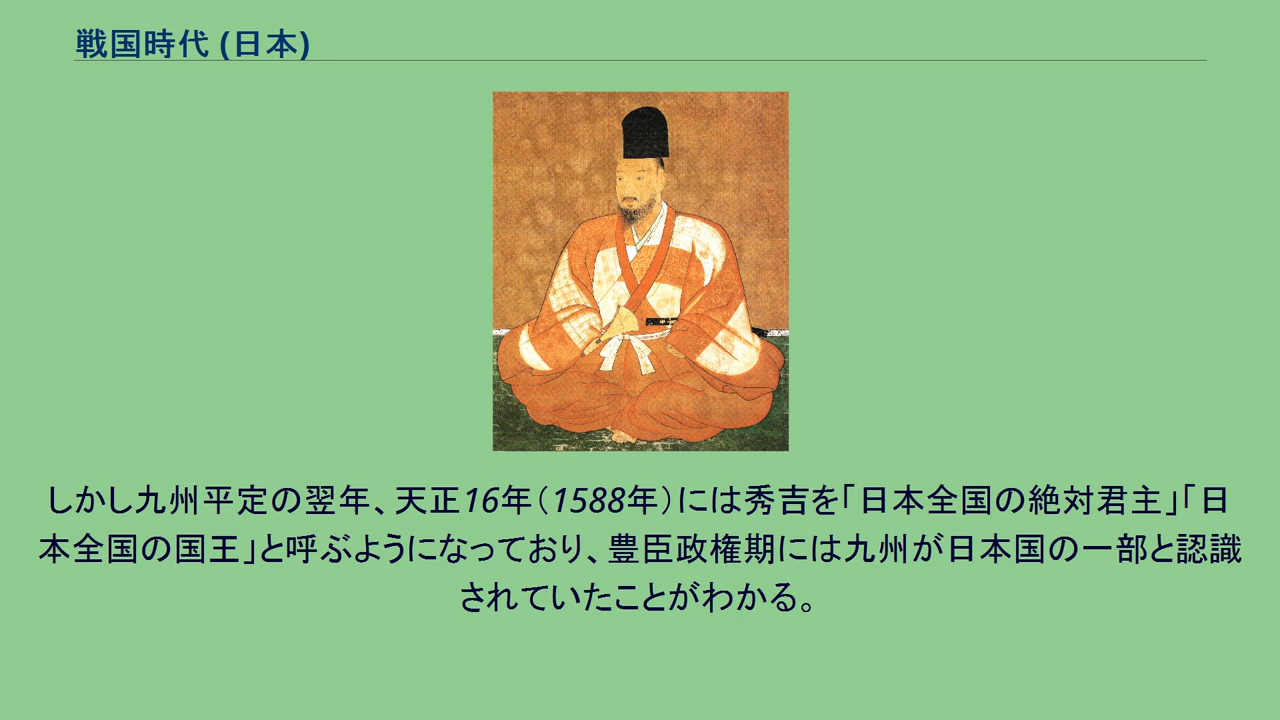 戦国時代 (日本)
しかし九州平定の翌年、天正16年（1588年）には秀吉を「日本全国の絶対君主」「日
本全国の国王」と呼ぶようになっており、豊臣政権期には九州が日本国の一部と認識
されていたことがわかる。